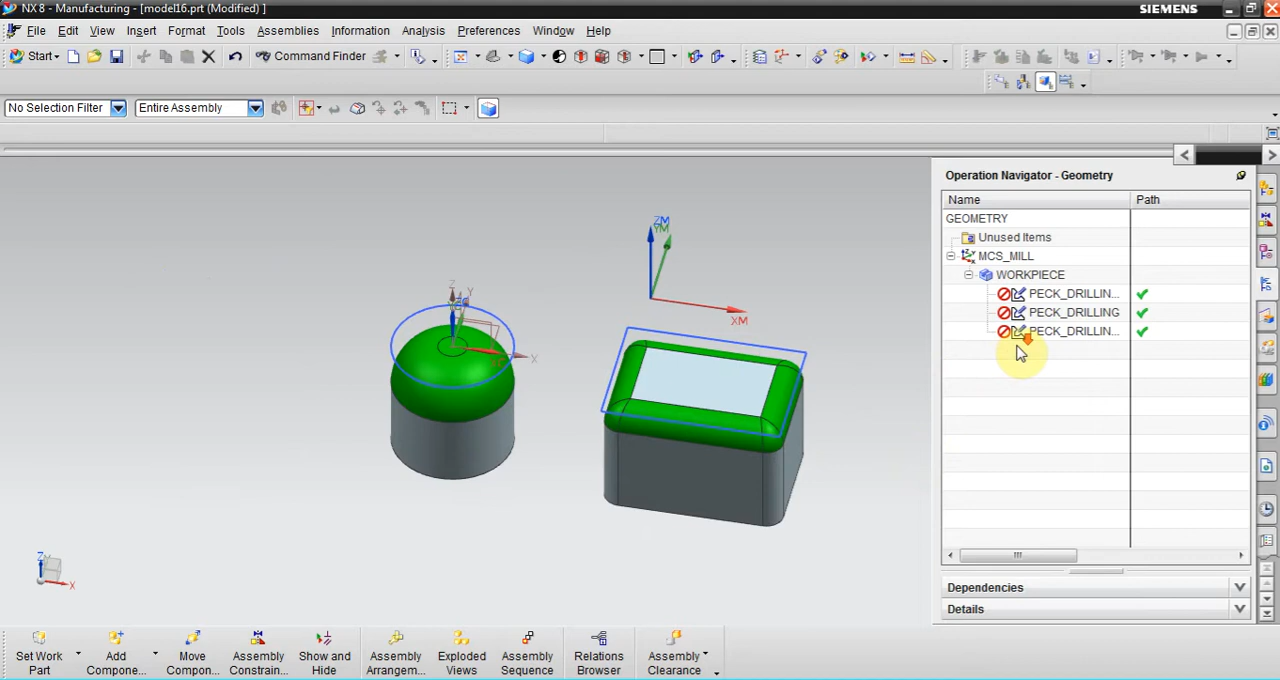 NX 8 - Manufacturing - [model16.prt (Modified) ]
SIEMENS
File Edit View Insert Format Tools Assemblies Information Analysis Preferences Window Help
Start
Command Finder
No Selection Filter
Entire Assembly
Operation Navigator - Geometry
Name Path
GEOMETRY
Unused Items
MCS_MILL
WORKPIECE
PECK_DRILLIN...
PECK_DRILLING
PECK_DRILLIN...
ZM
YM
XM
Z
Y
X
Z
X
Dependencies
Details
Set Work Part
Add Compone...
Move Compon...
Assembly Constrain...
Show and Hide
Assembly Arrangem...
Exploded Views
Assembly Sequence
Relations Browser
Assembly Clearance